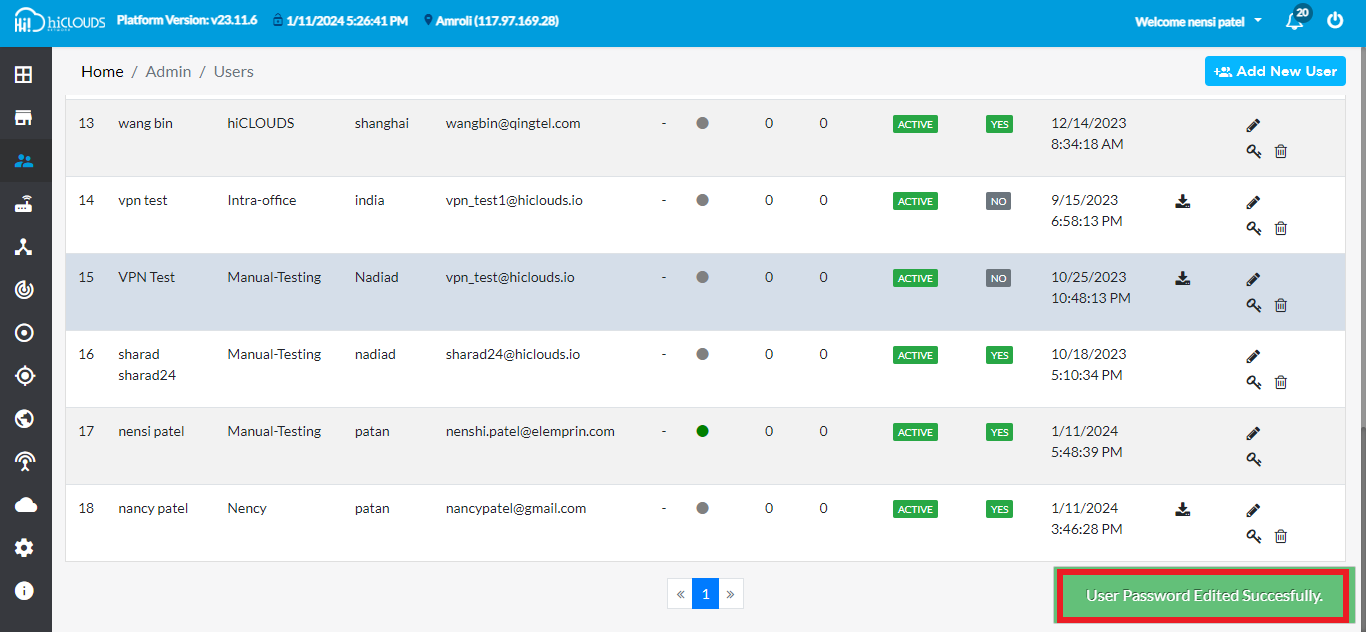 Hi! hiCLOUDS NETWORK Platform Version: v23.11.6 1/11/2024 5:26:41 PM Amroli (117.97.169.28) Welcome nensi patel 20
Home / Admin / Users Add New User
13 wang bin hiCLOUDS shanghai wangbin@qingtel.com - 0 0 ACTIVE YES 12/14/2023
8:34:18 AM
14 vpn test Intra-office india vpn_test1@hiclouds.io - 0 0 ACTIVE NO 9/15/2023
6:58:13 PM
15 VPN Test Manual-Testing Nadiad vpn_test@hiclouds.io - 0 0 ACTIVE NO 10/25/2023
10:48:13 PM
16 sharad Manual-Testing nadiad sharad24@hiclouds.io - 0 0 ACTIVE YES 10/18/2023
sharad24 5:10:34 PM
17 nensi patel Manual-Testing patan nenshi.patel@elemprin.com - 0 0 ACTIVE YES 1/11/2024
5:48:39 PM
18 nancy patel Nency patan nancypatel@gmail.com - 0 0 ACTIVE YES 1/11/2024
3:46:28 PM
« 1 »
User Password Edited Succesfully.